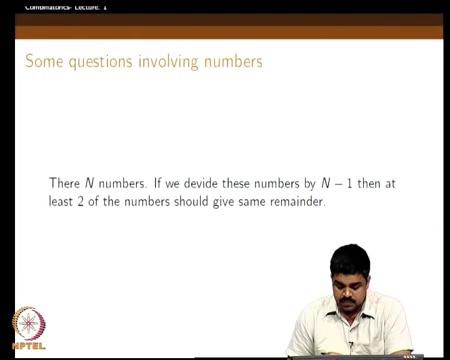 Combinatorics- Lecture: 1
Some questions involving numbers
There N numbers. If we devide these numbers by N − 1 then at
least 2 of the numbers should give same remainder.
NPTEL